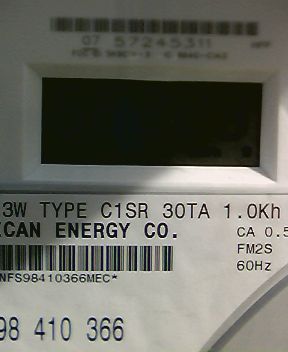 07 57245311
3W TYPE C1SR 30TA 1.0Kh
ICAN ENERGY CO. CA 0.5
FM2S
60Hz
NFS98410366MEC*
98 410 366